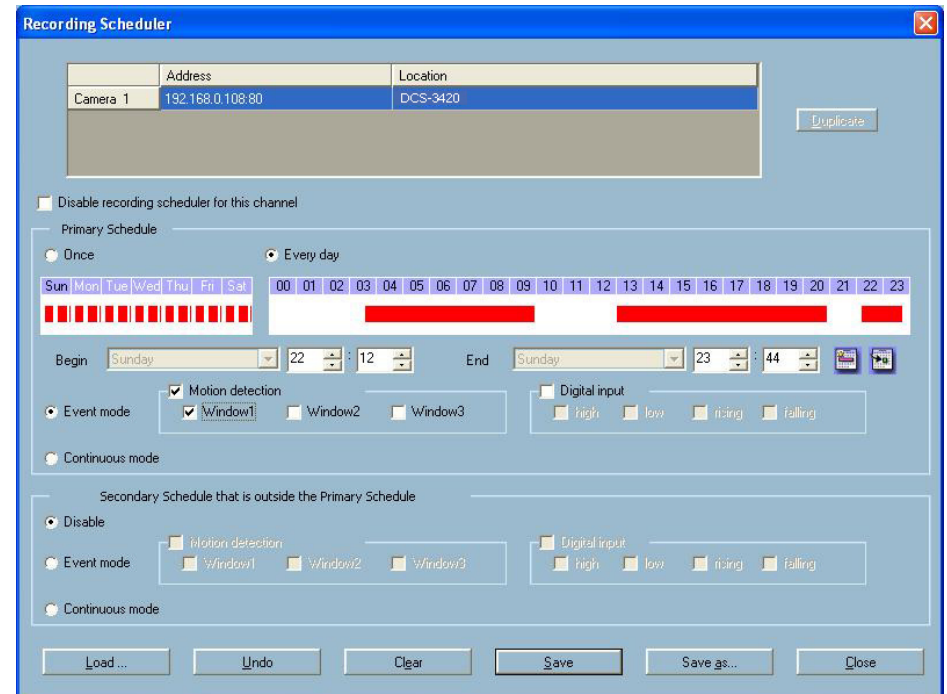 Recording Scheduler
Address Location
Camera 1 192.168.0.108:80 DCS-3420
Duplicate
Disable recording scheduler for this channel
Primary Schedule
Once Every day
Sun Mon Tue Wed Thu Fri Sat 00 01 02 03 04 05 06 07 08 09 10 11 12 13 14 15 16 17 18 19 20 21 22 23
Begin Sunday 22 : 12 End Sunday 23 : 44
Motion detection Digital input
Event mode Window1 Window2 Window3 high low rising falling
Continuous mode
Secondary Schedule that is outside the Primary Schedule
Disable
Motion detection Digital input
Event mode Window1 Window2 Window3 high low rising falling
Continuous mode
Load ... Undo Clear Save Save as... Close